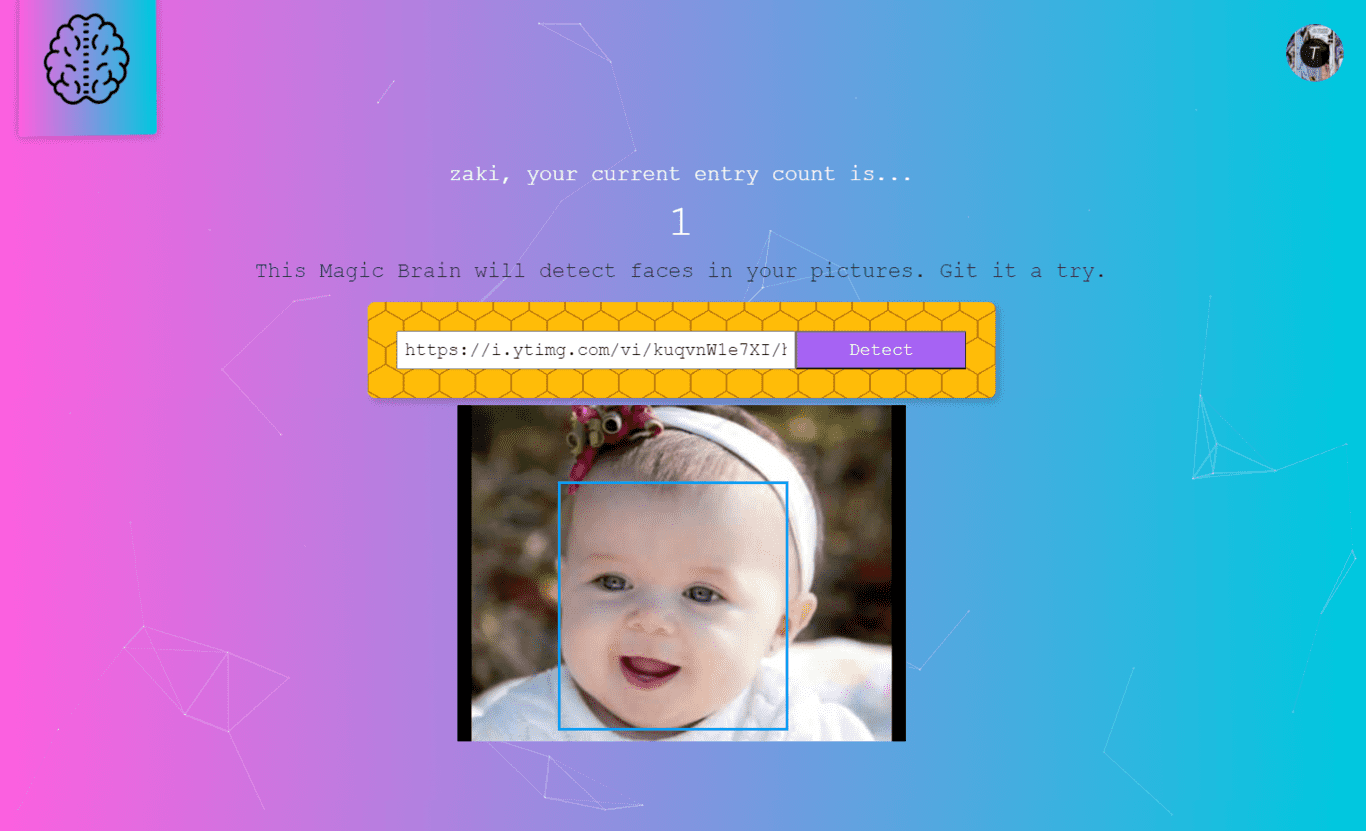 T
zaki, your current entry count is...
1
This Magic Brain will detect faces in your pictures. Git it a try.
https://i.ytimg.com/vi/kuqvnW1e7XI/h Detect